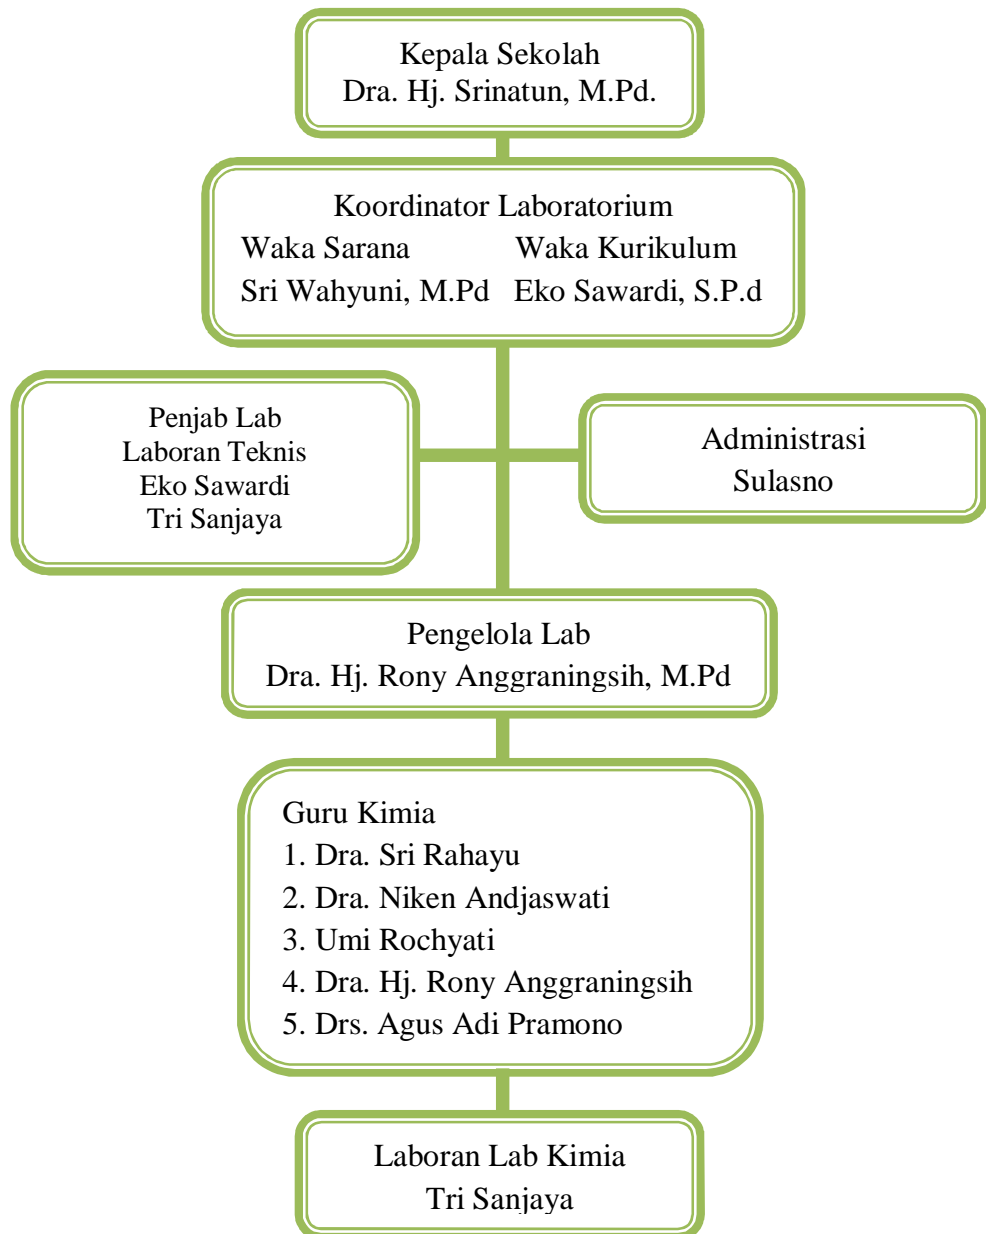 Kepala Sekolah
Dra. Hj. Srinatun, M.Pd.
Koordinator Laboratorium
Waka Sarana Waka Kurikulum
Sri Wahyuni, M.Pd Eko Sawardi, S.P.d
Penjab Lab
Laboran Teknis
Eko Sawardi
Tri Sanjaya
Administrasi
Sulasno
Pengelola Lab
Dra. Hj. Rony Anggraningsih, M.Pd
Guru Kimia
1. Dra. Sri Rahayu
2. Dra. Niken Andjaswati
3. Umi Rochyati
4. Dra. Hj. Rony Anggraningsih
5. Drs. Agus Adi Pramono
Laboran Lab Kimia
Tri Sanjaya